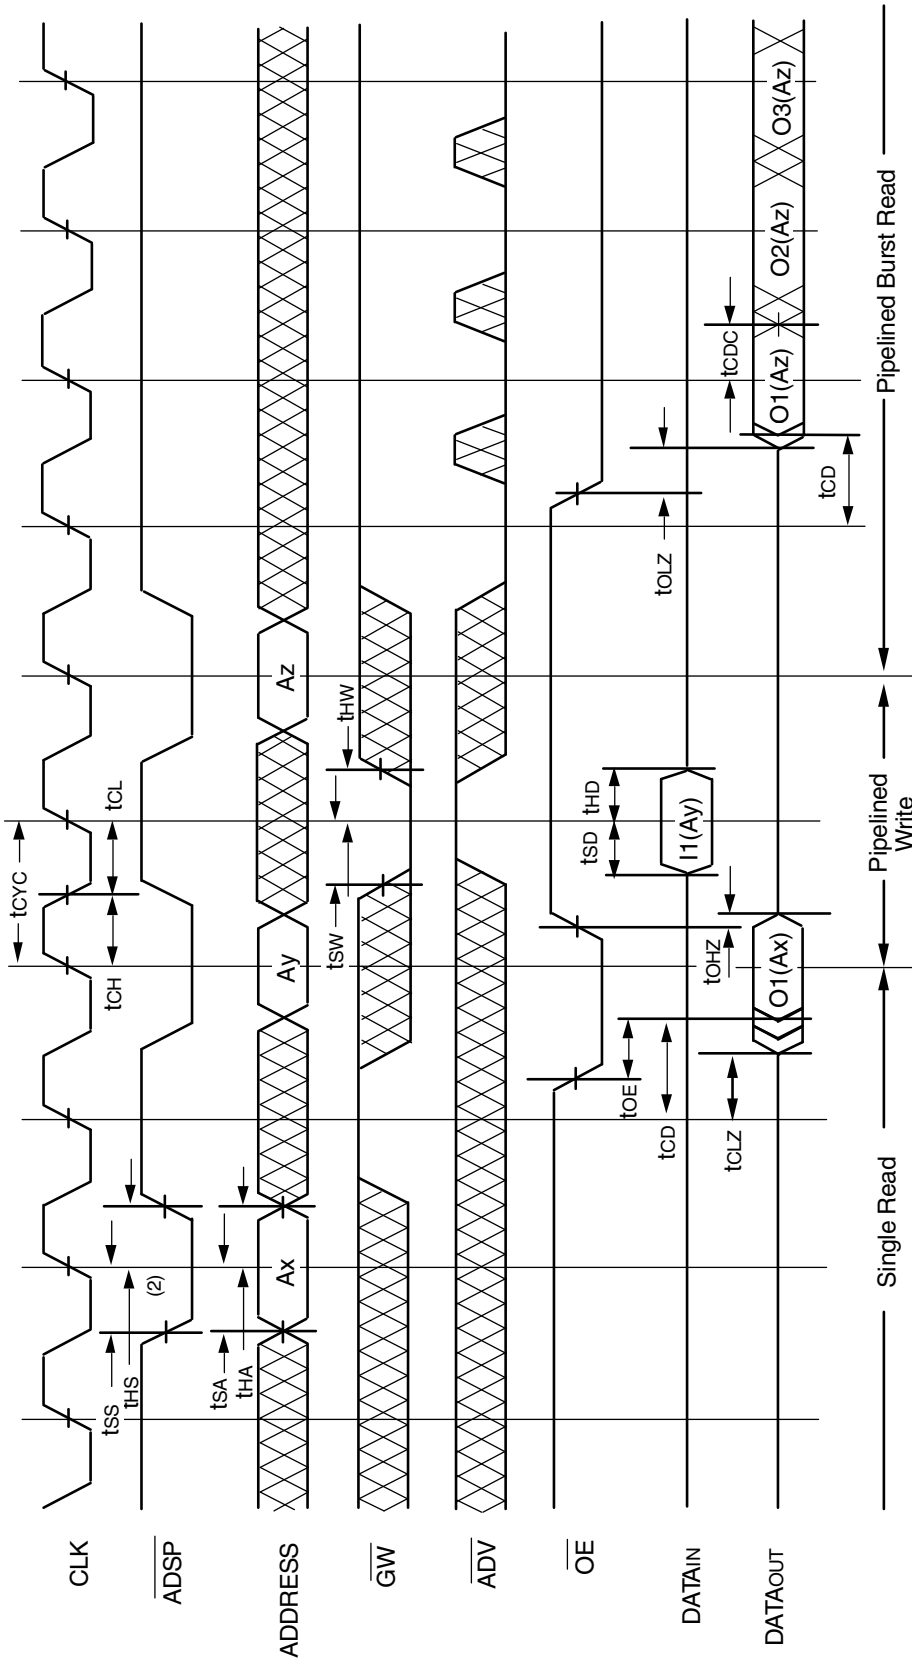 CLK
ADSP
ADDRESS
GW
ADV
OE
DATAIN
DATAOUT
tCYC
tCH
tCL
tSS
tHS
(2)
tSA
tHA
Ax
Ay
Az
tSW
tHW
tOE
tCD
tCLZ
tOHZ
tSD
tHD
I1(Ay)
O1(Ax)
tOLZ
tCD
tCDC
O1(Az)
O2(Az)
O3(Az)
Single Read
Pipelined
Write
Pipelined Burst Read